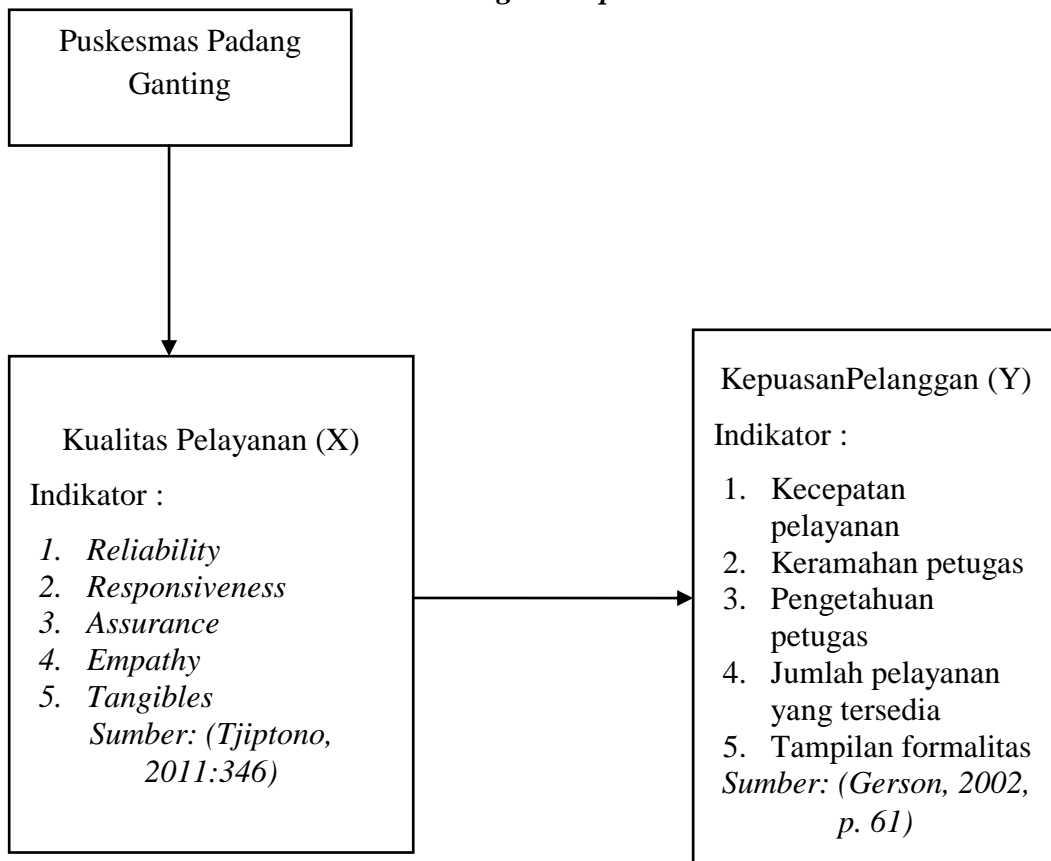 Puskesmas Padang
Ganting
Kualitas Pelayanan (X)
Indikator :
1. Reliability
2. Responsiveness
3. Assurance
4. Empathy
5. Tangibles
Sumber: (Tjiptono,
2011:346)
KepuasanPelanggan (Y)
Indikator :
1. Kecepatan
pelayanan
2. Keramahan petugas
3. Pengetahuan
petugas
4. Jumlah pelayanan
yang tersedia
5. Tampilan formalitas
Sumber: (Gerson, 2002,
p. 61)